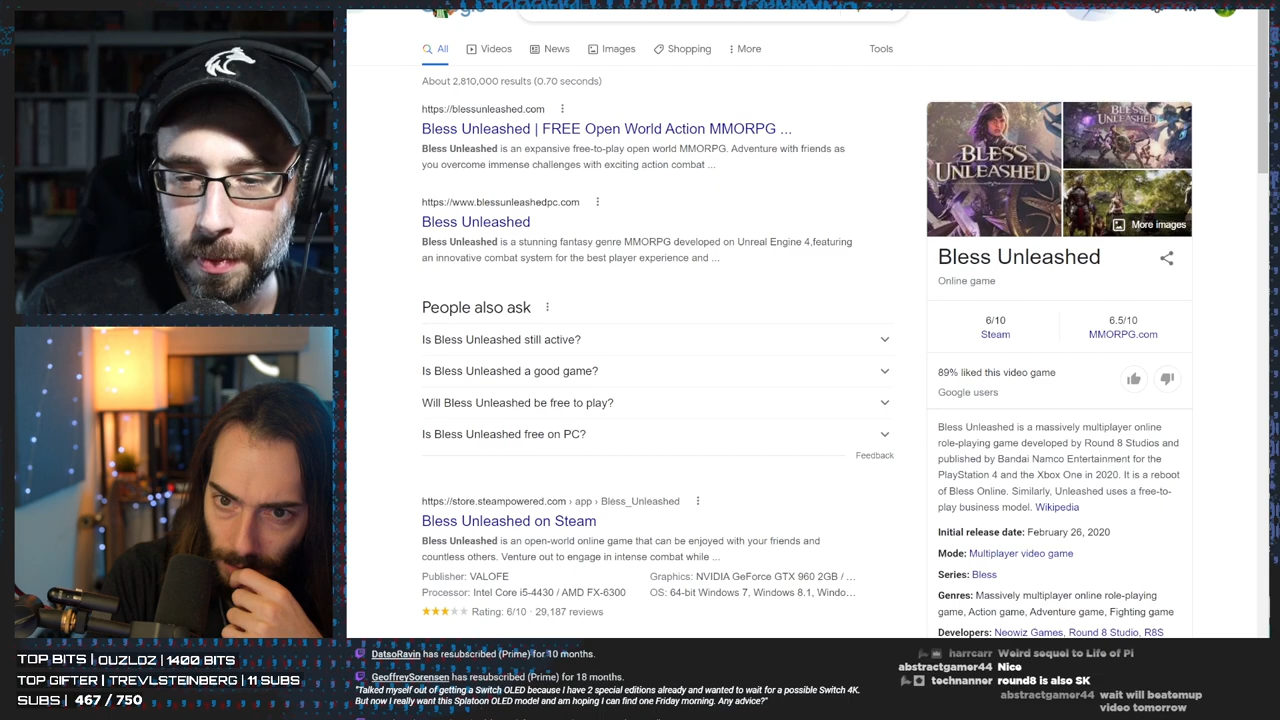 All
Videos
News
Images
Shopping
More
Tools
About 2,810,000 results (0.70 seconds)
https://blessunleashed.com
Bless Unleashed | FREE Open World Action MMORPG ...
Bless Unleashed is an expansive free-to-play open world MMORPG. Adventure with friends as
you overcome immense challenges with exciting action combat ...
https://www.blessunleashedpc.com
Bless Unleashed
Bless Unleashed is a stunning fantasy genre MMORPG developed on Unreal Engine 4,featuring
an innovative combat system for the best player experience and ...
People also ask
Is Bless Unleashed still active?
Is Bless Unleashed a good game?
Will Bless Unleashed be free to play?
Is Bless Unleashed free on PC?
Feedback
https://store.steampowered.com › app › Bless_Unleashed
Bless Unleashed on Steam
Bless Unleashed is an open-world online game that can be enjoyed with your friends and
countless others. Venture out to engage in intense combat while ...
Publisher: VALOFE
Graphics: NVIDIA GeForce GTX 960 2GB / ...
Processor: Intel Core i5-4430 / AMD FX-6300
OS: 64-bit Windows 7, Windows 8.1, Windo...
Rating: 6/10 · 29,187 reviews
BLESS
UNLEASHED
BLESS
UNLEASHED
More images
Bless Unleashed
Online game
6/10
Steam
6.5/10
MMORPG.com
89% liked this video game
Google users
Bless Unleashed is a massively multiplayer online
role-playing game developed by Round 8 Studios and
published by Bandai Namco Entertainment for the
PlayStation 4 and the Xbox One in 2020. It is a reboot
of Bless Online. Similarly, Unleashed uses a free-to-
play business model. Wikipedia
Initial release date: February 26, 2020
Mode: Multiplayer video game
Series: Bless
Genres: Massively multiplayer online role-playing
game, Action game, Adventure game, Fighting game
Developers: Neowiz Games, Round 8 Studio, R8S
TOP BITS | OUZLOZ | 1400 BITS
TOP GIFTER | TREVLSTEINBERG | 11 SUBS
SUBS | 467 / 750
DatsoRavin has resubscribed (Prime) for 10 months.
GeoffreySorensen has resubscribed (Prime) for 18 months.
"Talked myself out of getting a Switch OLED because I have 2 special editions already and wanted to wait for a possible Switch 4K.
But now I really want this Splatoon OLED model and am hoping I can find one Friday morning. Any advice?"
harrcarr Weird sequel to Life of Pi
abstractgamer44 Nice
technanner round8 is also SK
abstractgamer44 wait will beatemup
video tomorrow